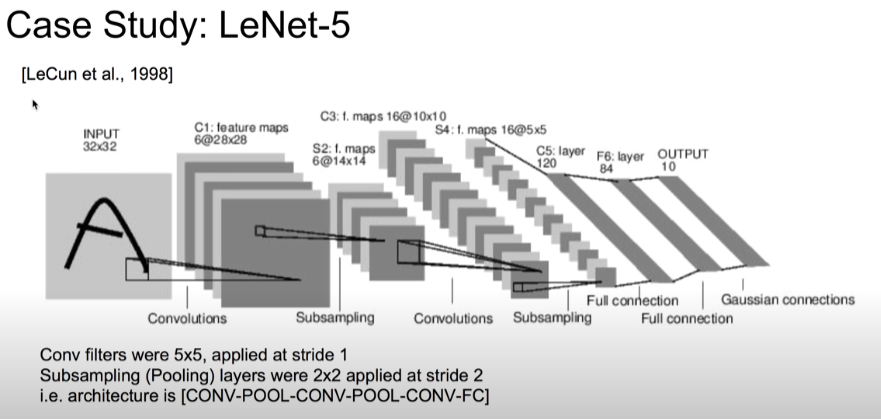 Case Study: LeNet-5
[LeCun et al., 1998]
INPUT
32x32
C1: feature maps
6@28x28
S2: f. maps
6@14x14
C3: f. maps 16@10x10
S4: f. maps 16@5x5
C5: layer
120
F6: layer
84
OUTPUT
10
Convolutions
Subsampling
Convolutions
Subsampling
Full connection
Full connection
Gaussian connections
Conv filters were 5x5, applied at stride 1
Subsampling (Pooling) layers were 2x2 applied at stride 2
i.e. architecture is [CONV-POOL-CONV-POOL-CONV-FC]